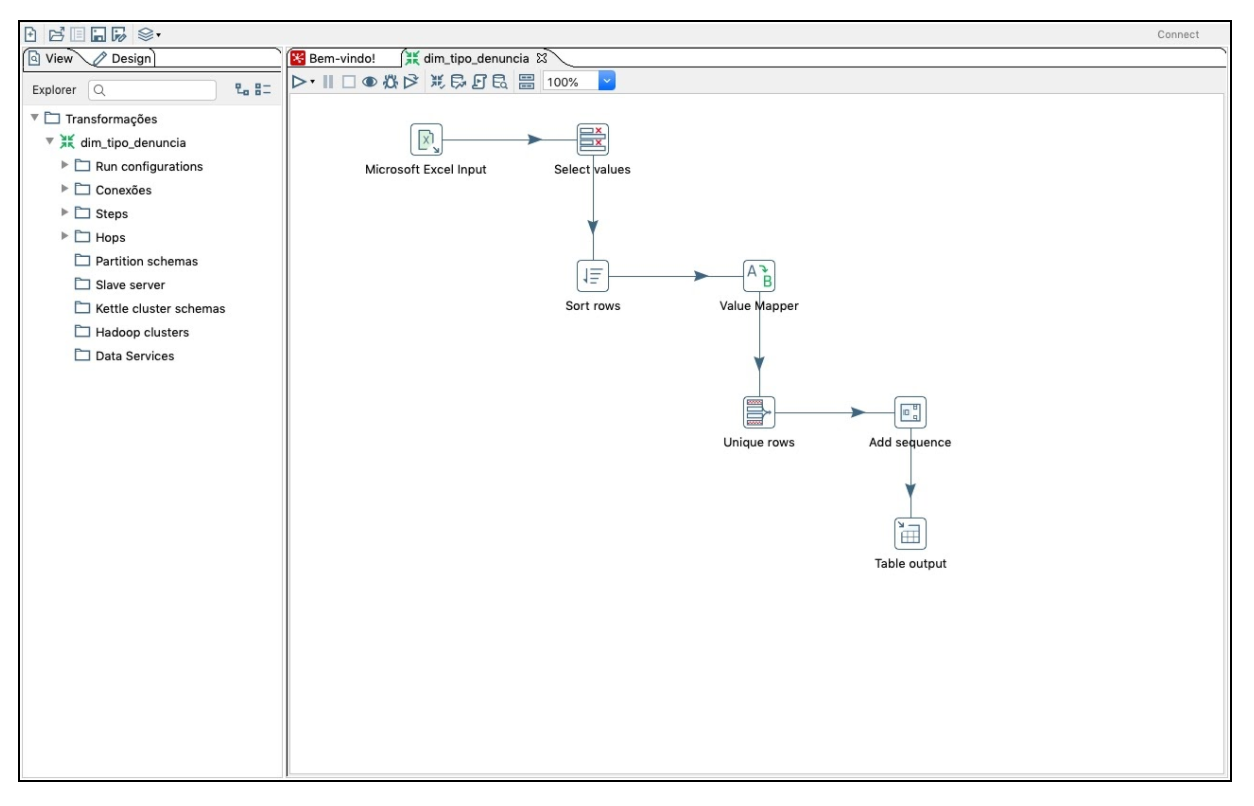 Connect
View
Design
Bem-vindo!
dim_tipo_denuncia
Explorer
100%
Transformações
dim_tipo_denuncia
Run configurations
Conexões
Steps
Hops
Partition schemas
Slave server
Kettle cluster schemas
Hadoop clusters
Data Services
Microsoft Excel Input
Select values
Sort rows
A
B
Value Mapper
Unique rows
Add sequence
Table output